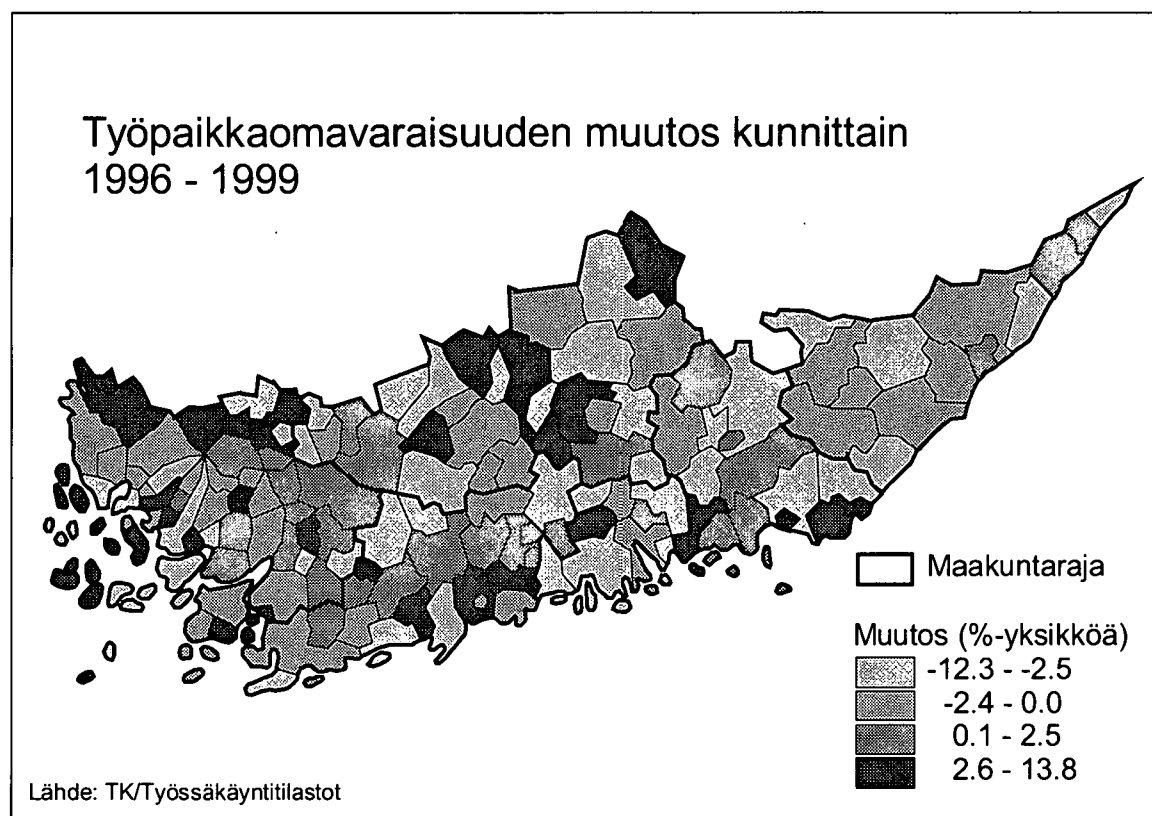 Työpaikkaomavaraisuuden muutos kunnittain
1996 - 1999
Maakuntaraja
Muutos (%-yksikköä)
-12.3 - -2.5
-2.4 - 0.0
0.1 - 2.5
2.6 - 13.8
Lähde: TK/Työssäkäyntitilastot